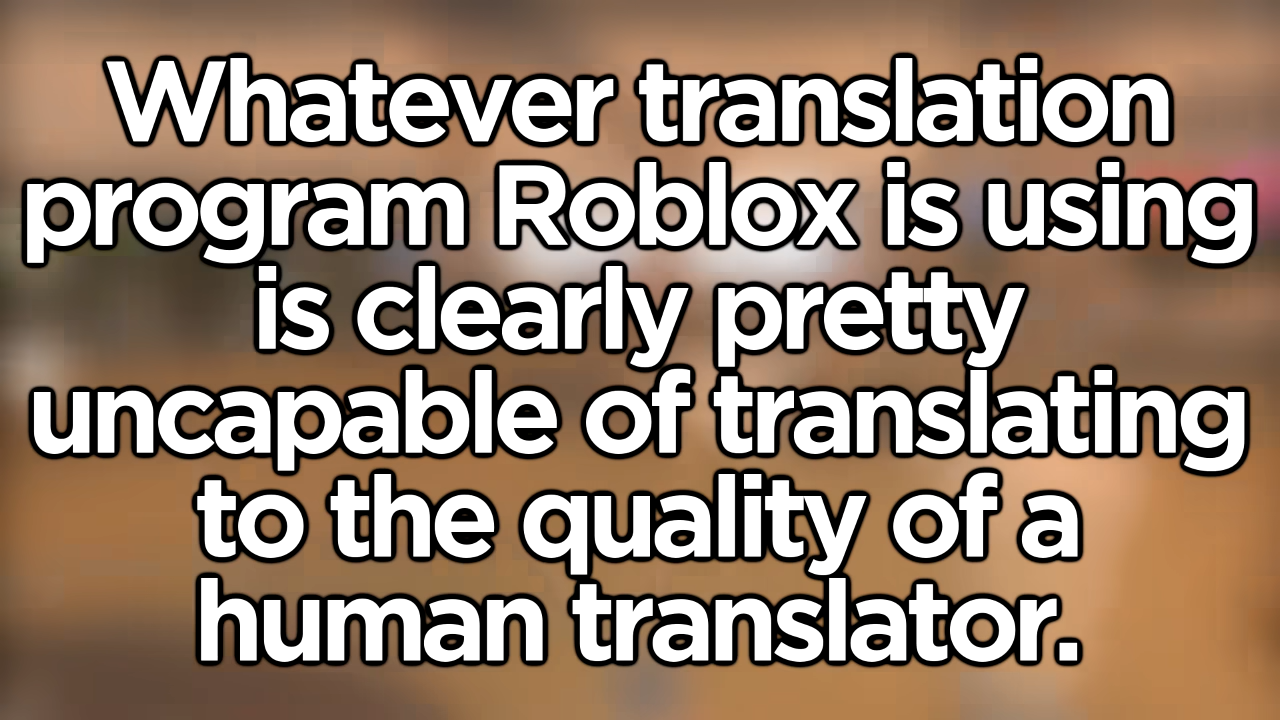 Whatever translation
program Roblox is using
is clearly pretty
uncapable of translating
to the quality of a
human translator.